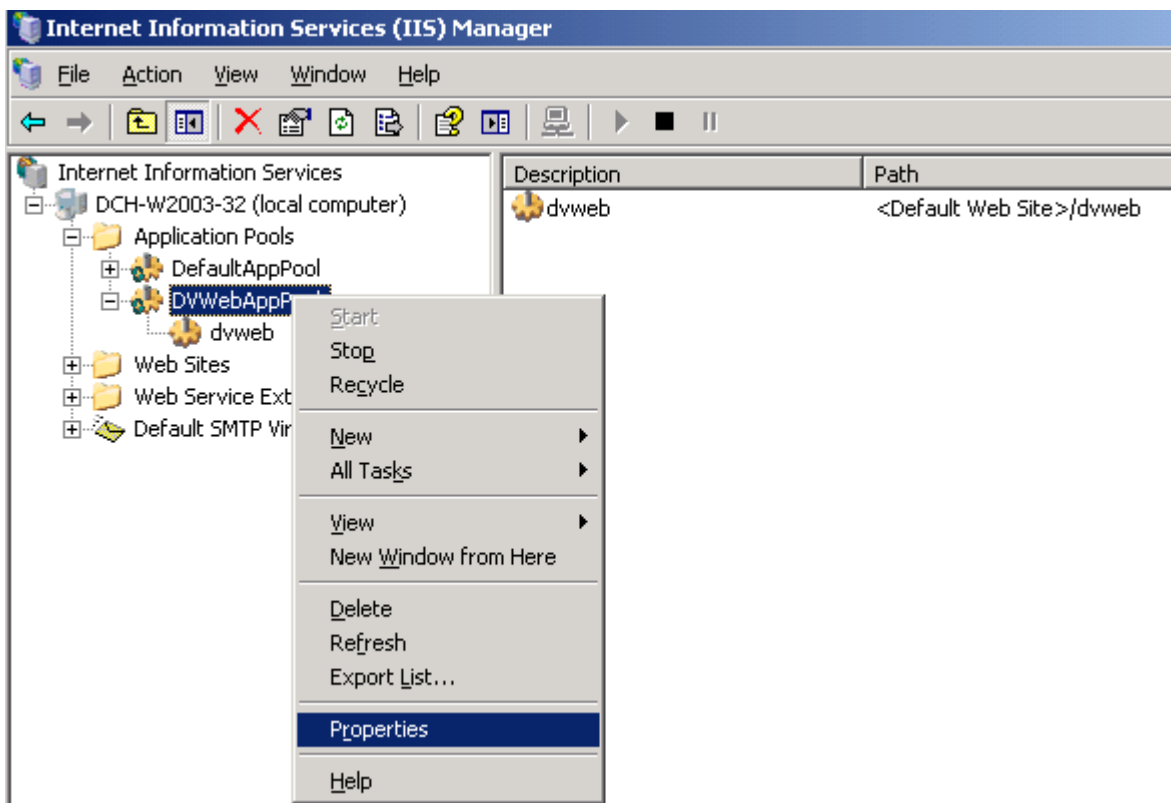 Internet Information Services (IIS) Manager
File Action View Window Help
Internet Information Services
DCH-W2003-32 (local computer)
Application Pools
DefaultAppPool
DVWebAppP
dvweb
Web Sites
Web Service Ext
Default SMTP Vir
Description Path
dvweb <Default Web Site>/dvweb
Start
Stop
Recycle
New
All Tasks
View
New Window from Here
Delete
Refresh
Export List...
Properties
Help